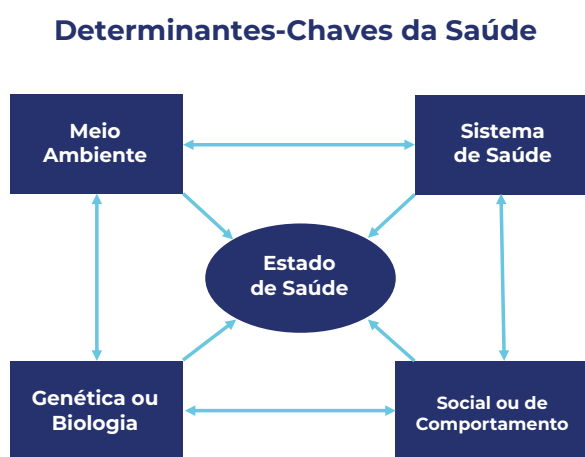 Determinantes-Chaves da Saúde
Meio
Ambiente
Sistema
de Saúde
Estado
de Saúde
Genética ou
Biologia
Social ou de
Comportamento